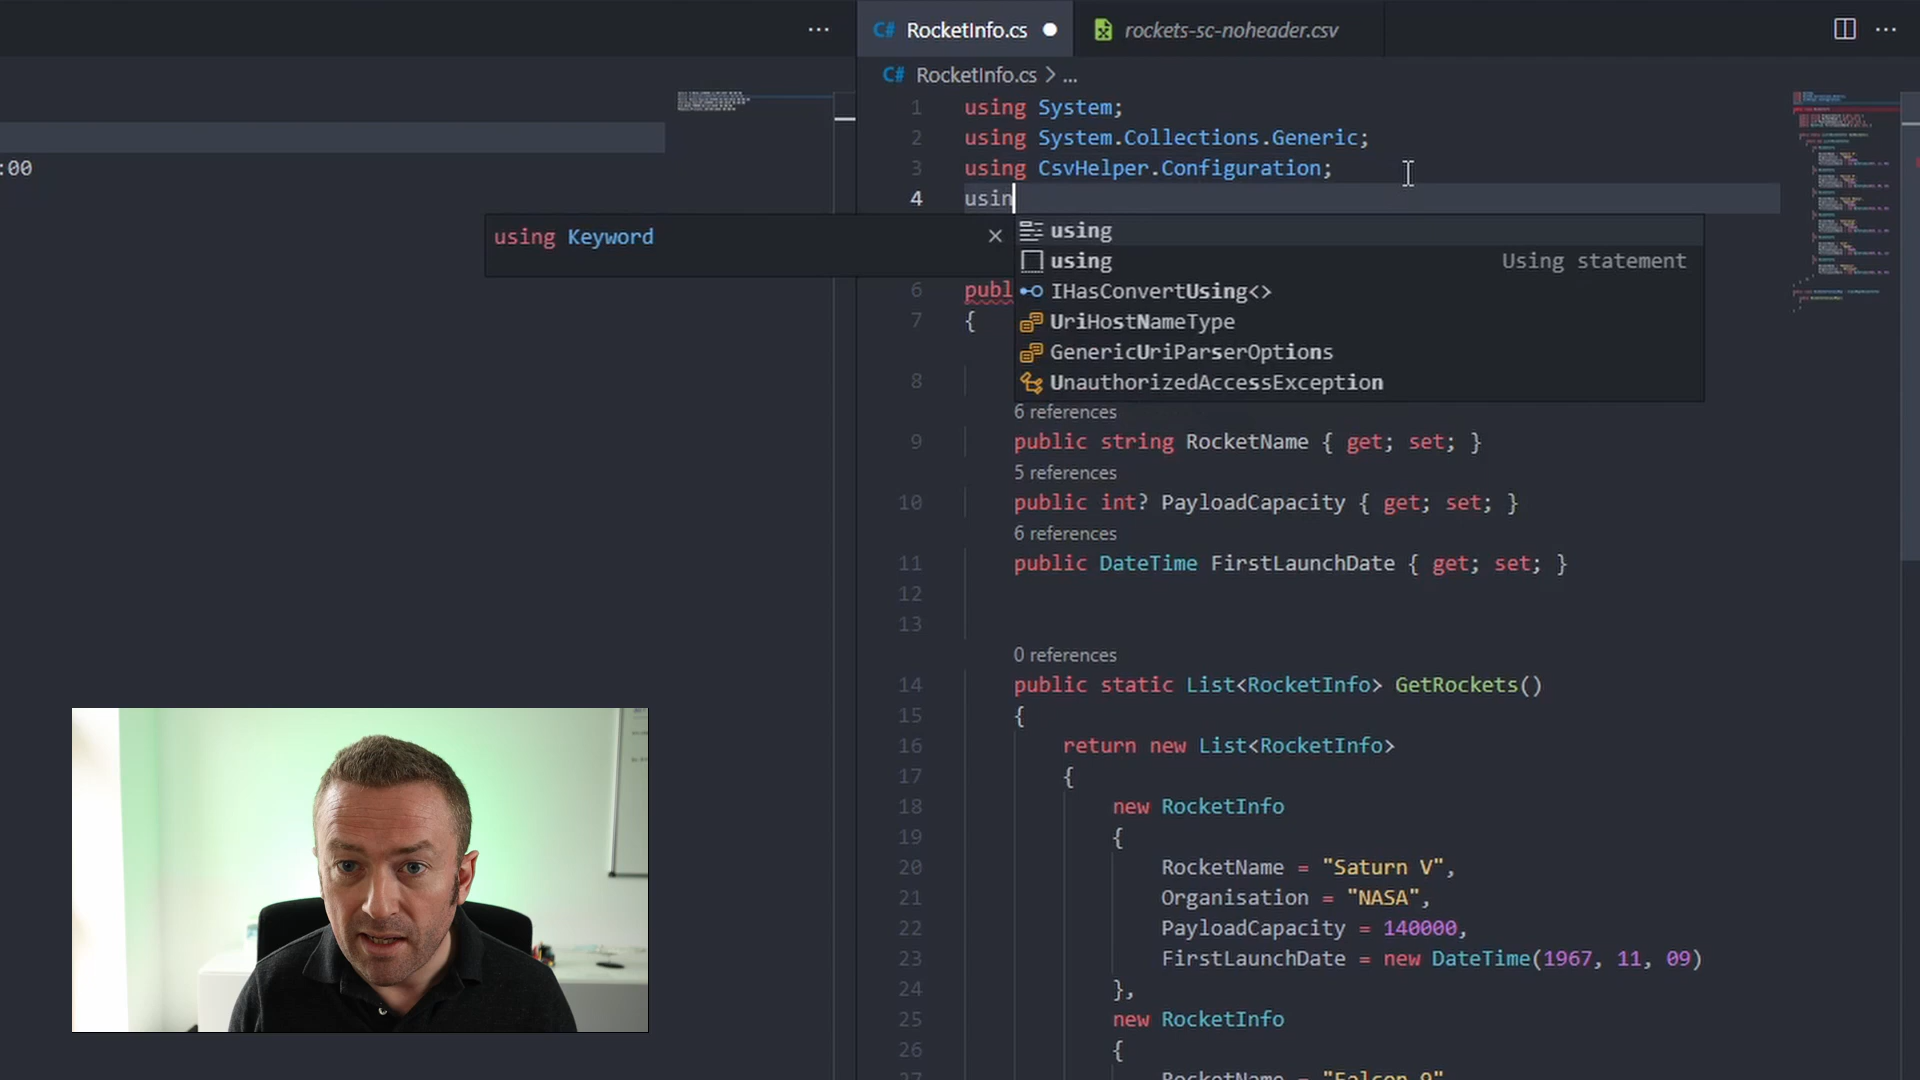 RocketInfo.cs
rockets-sc-noheader.csv
RocketInfo.cs > ...
:00
1 using System;
2 using System.Collections.Generic;
3 using CsvHelper.Configuration;
4 usin
using Keyword
using
using Using statement
IHasConvertUsing<>
UriHostNameType
GenericUriParserOptions
UnauthorizedAccessException
6 publ
7 {
8
6 references
9 public string RocketName { get; set; }
5 references
10 public int? PayloadCapacity { get; set; }
6 references
11 public DateTime FirstLaunchDate { get; set; }
12
13
0 references
14 public static List<RocketInfo> GetRockets()
15 {
16 return new List<RocketInfo>
17 {
18 new RocketInfo
19 {
20 RocketName = "Saturn V",
21 Organisation = "NASA",
22 PayloadCapacity = 140000,
23 FirstLaunchDate = new DateTime(1967, 11, 09)
24 },
25 new RocketInfo
26 {
27 RocketName = "Falcon 9"